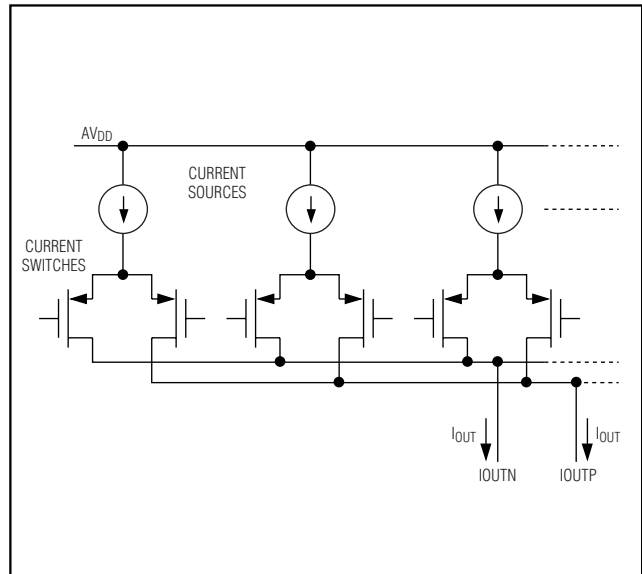 AVDD
CURRENT
SOURCES
CURRENT
SWITCHES
IOUT
IOUT
IOUTN
IOUTP